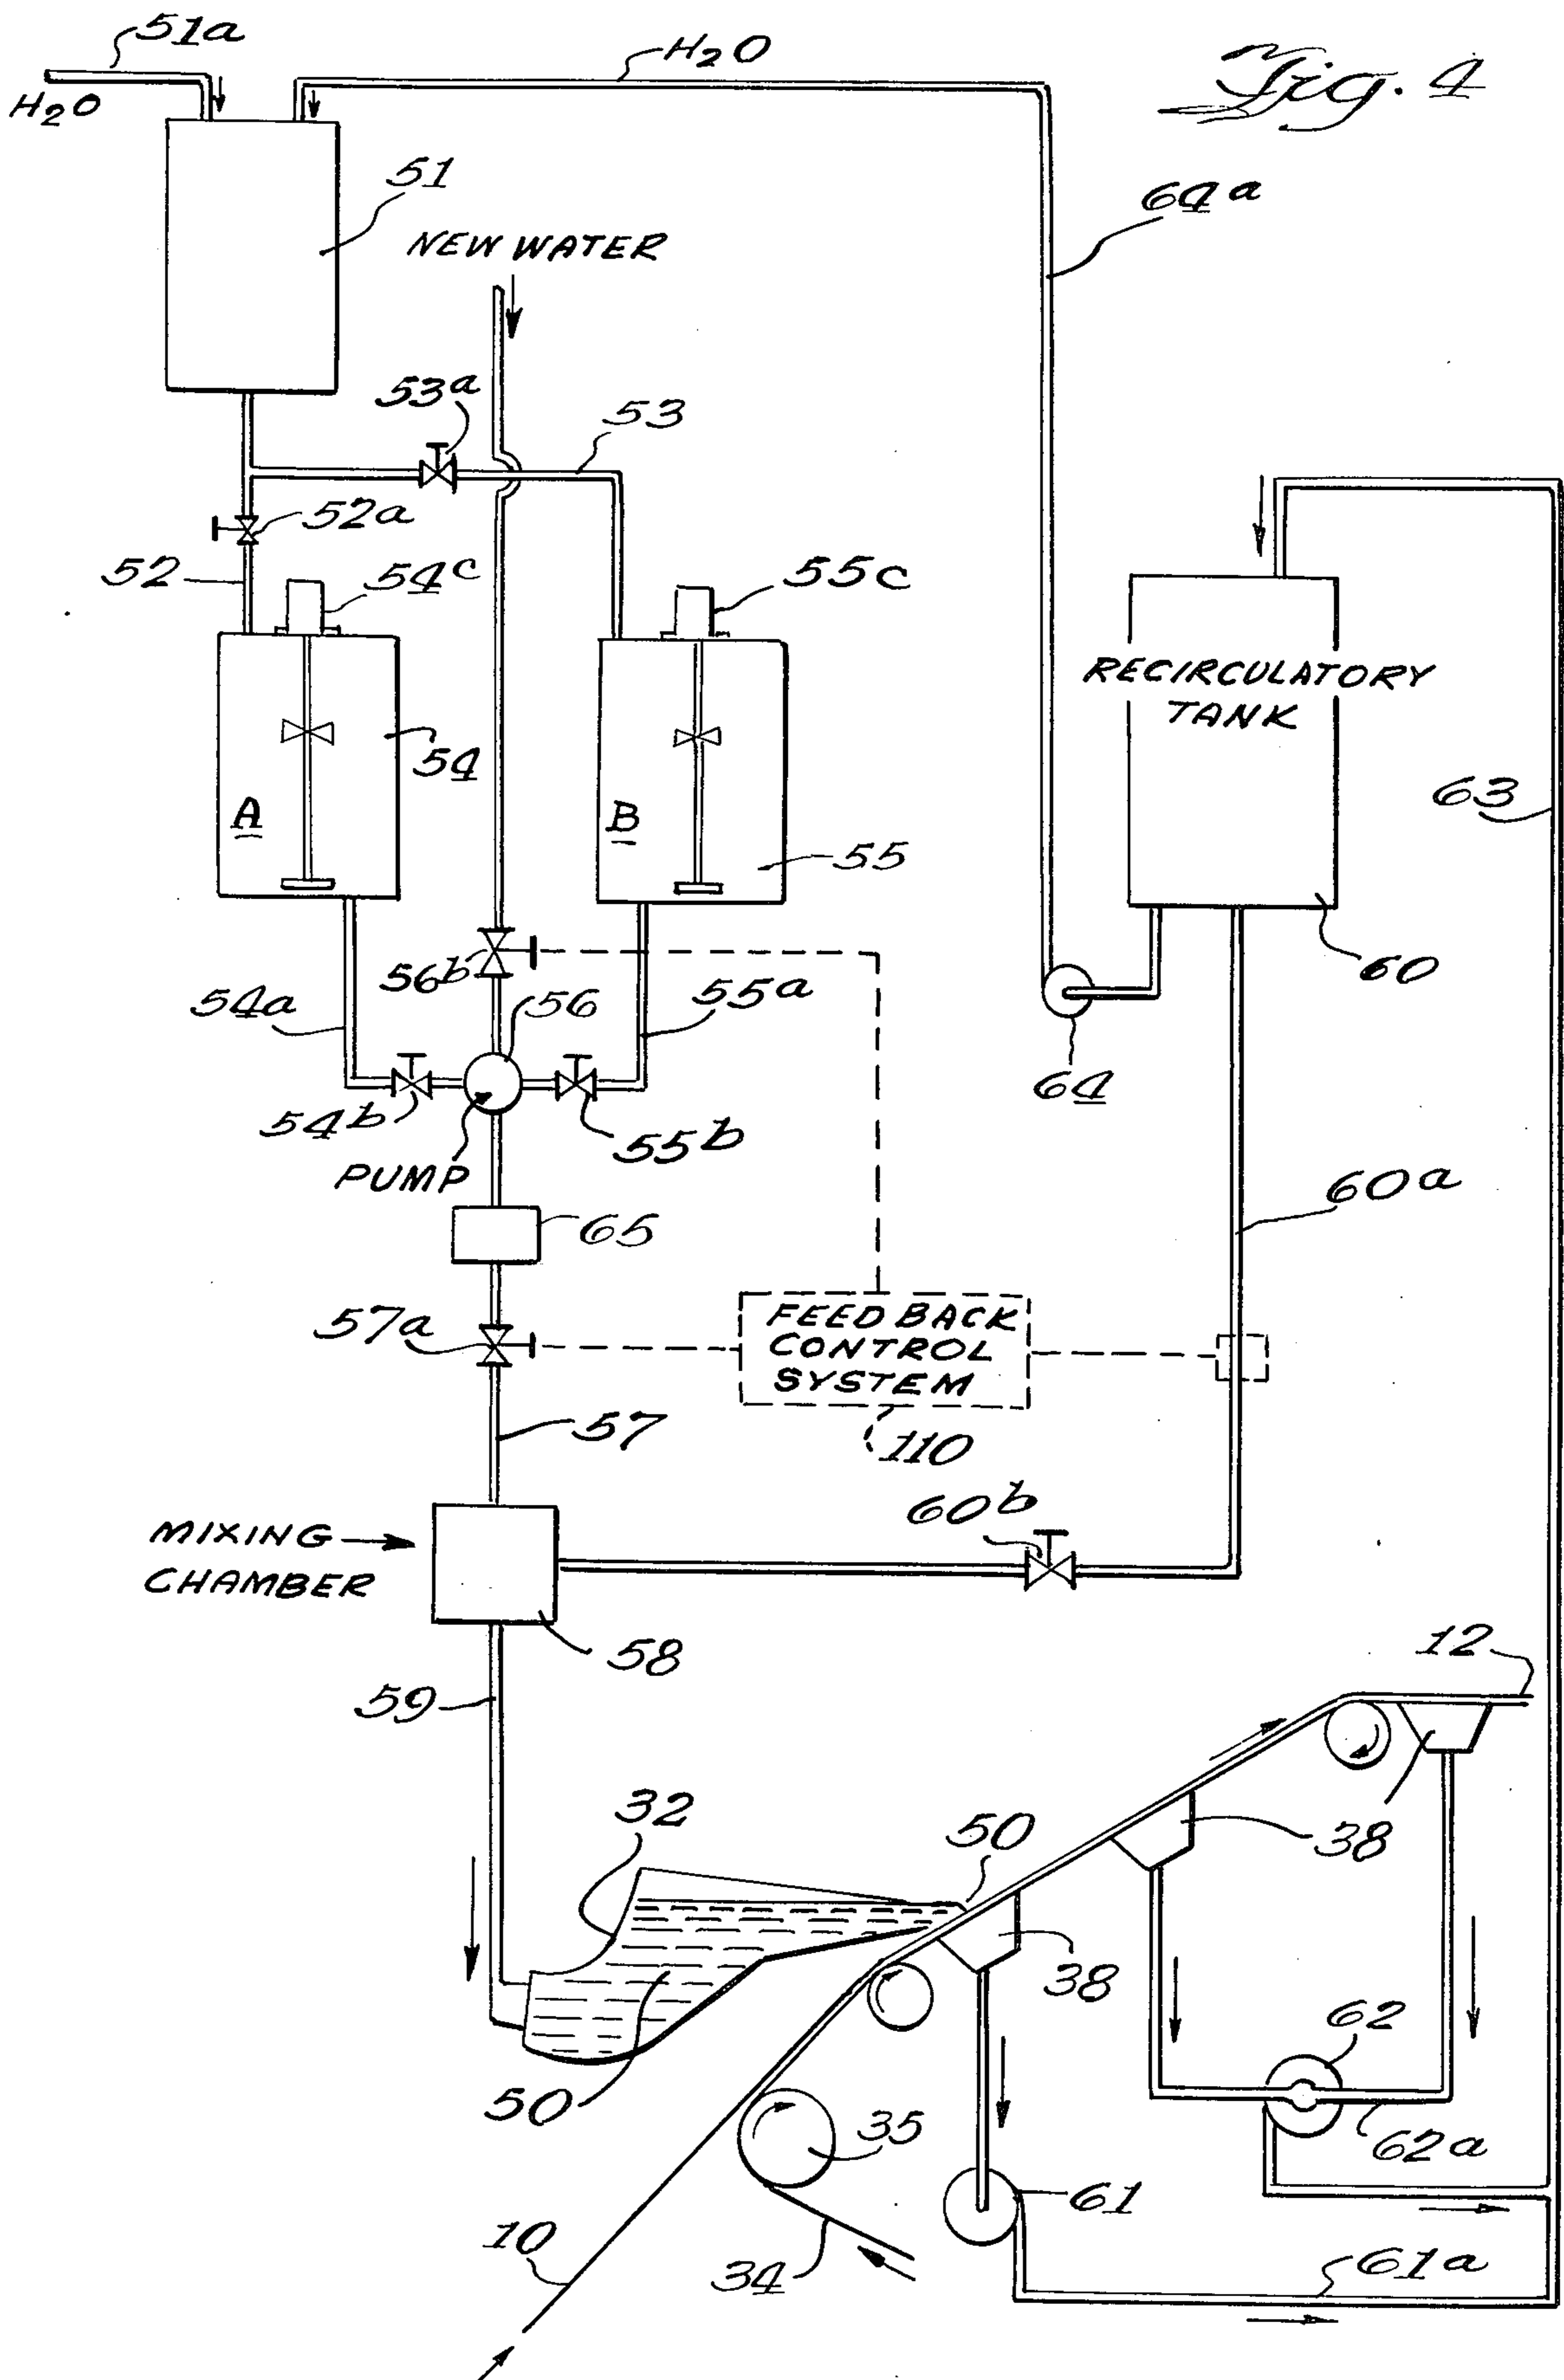 51a
H2O
Fig. 4
H2O
51
64a
NEW WATER
53a
53
52a
52
54c
55c
RECIRCULATORY
TANK
54
63
A
B
55
56b
60
54a
56
55a
64
54b
55b
PUMP
60a
65
57a
FEED BACK
CONTROL
SYSTEM
57
110
60b
MIXING
CHAMBER
58
12
59
32
50
38
38
62
50
35
62a
61
10
34
61a